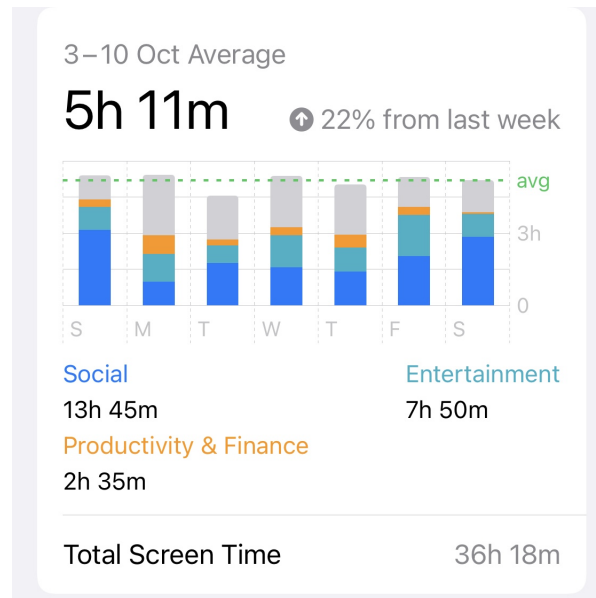 3–10 Oct Average
5h 11m
22% from last week
avg
3h
0
S M T W T F S
Social Entertainment
13h 45m 7h 50m
Productivity & Finance
2h 35m
Total Screen Time 36h 18m